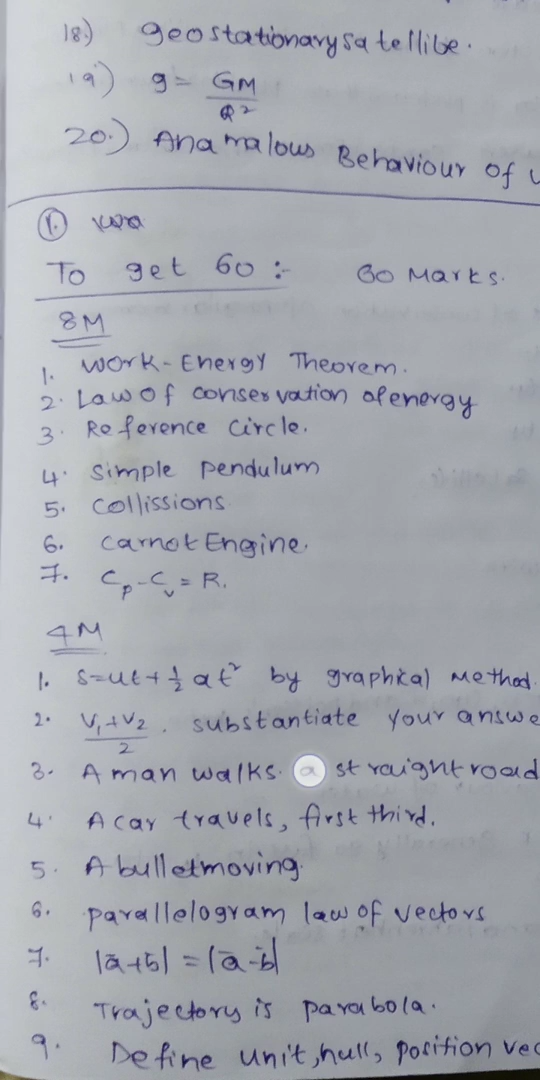 18.) geostationary satellite.
19) g = GM/R²
20.) Anamalous Behaviour of
1.
To get 60 :- 60 Marks.
8M
1. Work-Energy Theorem.
2. Law of conservation of energy
3. Reference Circle.
4. Simple pendulum
5. Collissions
6. Carnot Engine.
7. Cp-Cv = R.
4M
1. S=ut+½at² by graphical Method.
2. V₁+V₂/2 . substantiate your answe
3. A man walks. a straight road
4. A car travels, first third.
5. A bullet moving.
6. parallelogram law of vectors
7. |ā+b̄| = |ā-b̄|
8. Trajectory is parabola.
9. Define unit, null, position vec